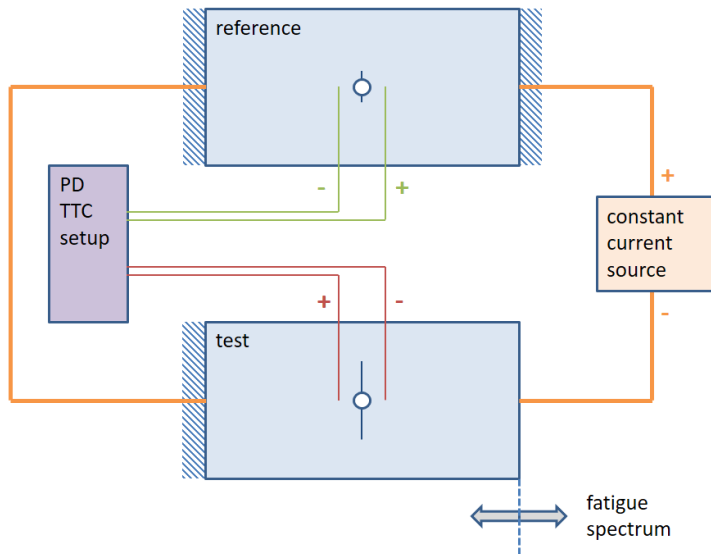 reference
PD
TTC
setup
- +
+
constant
current
source
-
+ -
test
fatigue
spectrum